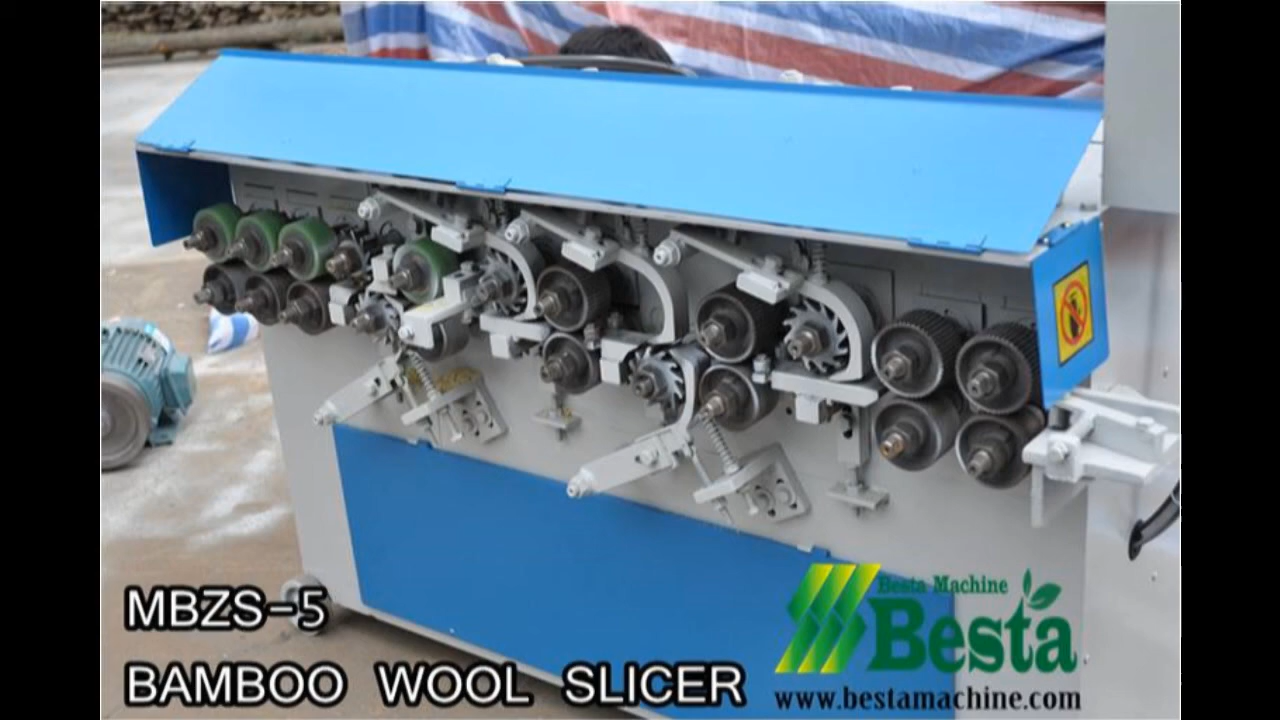 MBZS-5
BAMBOO WOOL SLICER
Besta Machine
Besta
www.bestamachine.com